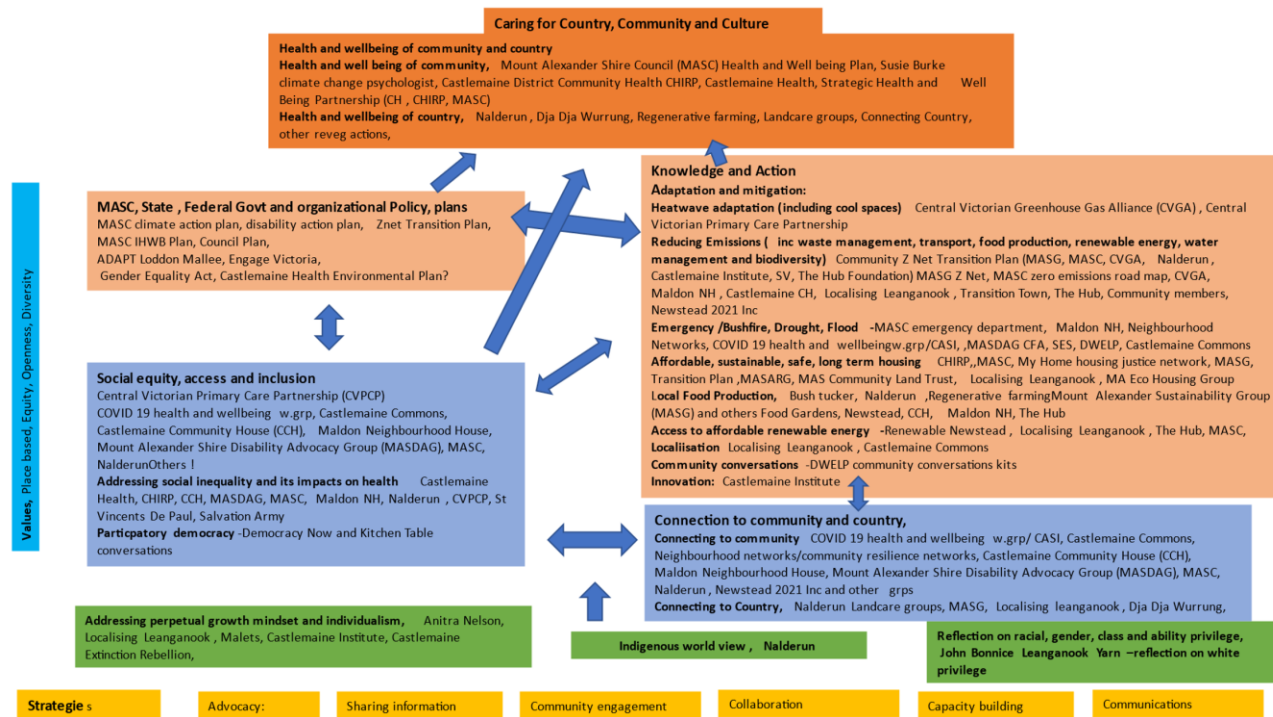 Caring for Country, Community and Culture
Health and wellbeing of community and country
Health and well being of community, Mount Alexander Shire Council (MASC) Health and Well being Plan, Susie Burke
climate change psychologist, Castlemaine District Community Health CHIRP, Castlemaine Health, Strategic Health and Well
Being Partnership (CH , CHIRP, MASC)
Health and wellbeing of country, Nalderun , Dja Dja Wurrung, Regenerative farming, Landcare groups, Connecting Country,
other reveg actions,
Values, Place based, Equity, Openness, Diversity
MASC, State , Federal Govt and organizational Policy, plans
MASC climate action plan, disability action plan, Znet Transition Plan,
MASC IHWB Plan, Council Plan,
ADAPT Loddon Mallee, Engage Victoria,
Gender Equality Act, Castlemaine Health Environmental Plan?
Knowledge and Action
Adaptation and mitigation:
Heatwave adaptation (including cool spaces) Central Victorian Greenhouse Gas Alliance (CVGA) , Central
Victorian Primary Care Partnership
Reducing Emissions ( inc waste management, transport, food production, renewable energy, water
management and biodiversity) Community Z Net Transition Plan (MASG, MASC, CVGA, Nalderun ,
Castlemaine Institute, SV, The Hub Foundation) MASG Z Net, MASC zero emissions road map, CVGA,
Maldon NH , Castlemaine CH, Localising Leanganook , Transition Town, The Hub, Community members,
Newstead 2021 Inc
Emergency /Bushfire, Drought, Flood -MASC emergency department, Maldon NH, Neighbourhood
Networks, COVID 19 health and wellbeingw.grp/CASI, ,MASDAG CFA, SES, DWELP, Castlemaine Commons
Affordable, sustainable, safe, long term housing CHIRP,,MASC, My Home housing justice network, MASG,
Transition Plan ,MASARG, MAS Community Land Trust, Localising Leanganook , MA Eco Housing Group
Local Food Production, Bush tucker, Nalderun ,Regenerative farmingMount Alexander Sustainability Group
(MASG) and others Food Gardens, Newstead, CCH, Maldon NH, The Hub
Access to affordable renewable energy -Renewable Newstead , Localising Leanganook , The Hub, MASC,
Localiisation Localising Leanganook , Castlemaine Commons
Community conversations -DWELP community conversations kits
Innovation: Castlemaine Institute
Social equity, access and inclusion
Central Victorian Primary Care Partnership (CVPCP)
COVID 19 health and wellbeing w.grp, Castlemaine Commons,
Castlemaine Community House (CCH), Maldon Neighbourhood House,
Mount Alexander Shire Disability Advocacy Group (MASDAG), MASC,
NalderunOthers !
Addressing social inequality and its impacts on health Castlemaine
Health, CHIRP, CCH, MASDAG, MASC, Maldon NH, Nalderun , CVPCP, St
Vincents De Paul, Salvation Army
Particpatory democracy -Democracy Now and Kitchen Table
conversations
Connection to community and country,
Connecting to community COVID 19 health and wellbeing w.grp/ CASI, Castlemaine Commons,
Neighbourhood networks/community resilience networks, Castlemaine Community House (CCH),
Maldon Neighbourhood House, Mount Alexander Shire Disability Advocacy Group (MASDAG), MASC,
Nalderun , Newstead 2021 Inc and other grps
Connecting to Country, Nalderun Landcare groups, MASG, Localising leanganook , Dja Dja Wurrung,
Addressing perpetual growth mindset and individualism, Anitra Nelson,
Localising Leanganook , Malets, Castlemaine Institute, Castlemaine
Extinction Rebellion,
Indigenous world view , Nalderun
Reflection on racial, gender, class and ability privilege,
John Bonnice Leanganook Yarn –reflection on white
privilege
Strategie s
Advocacy:
Sharing information
Community engagement
Collaboration
Capacity building
Communications